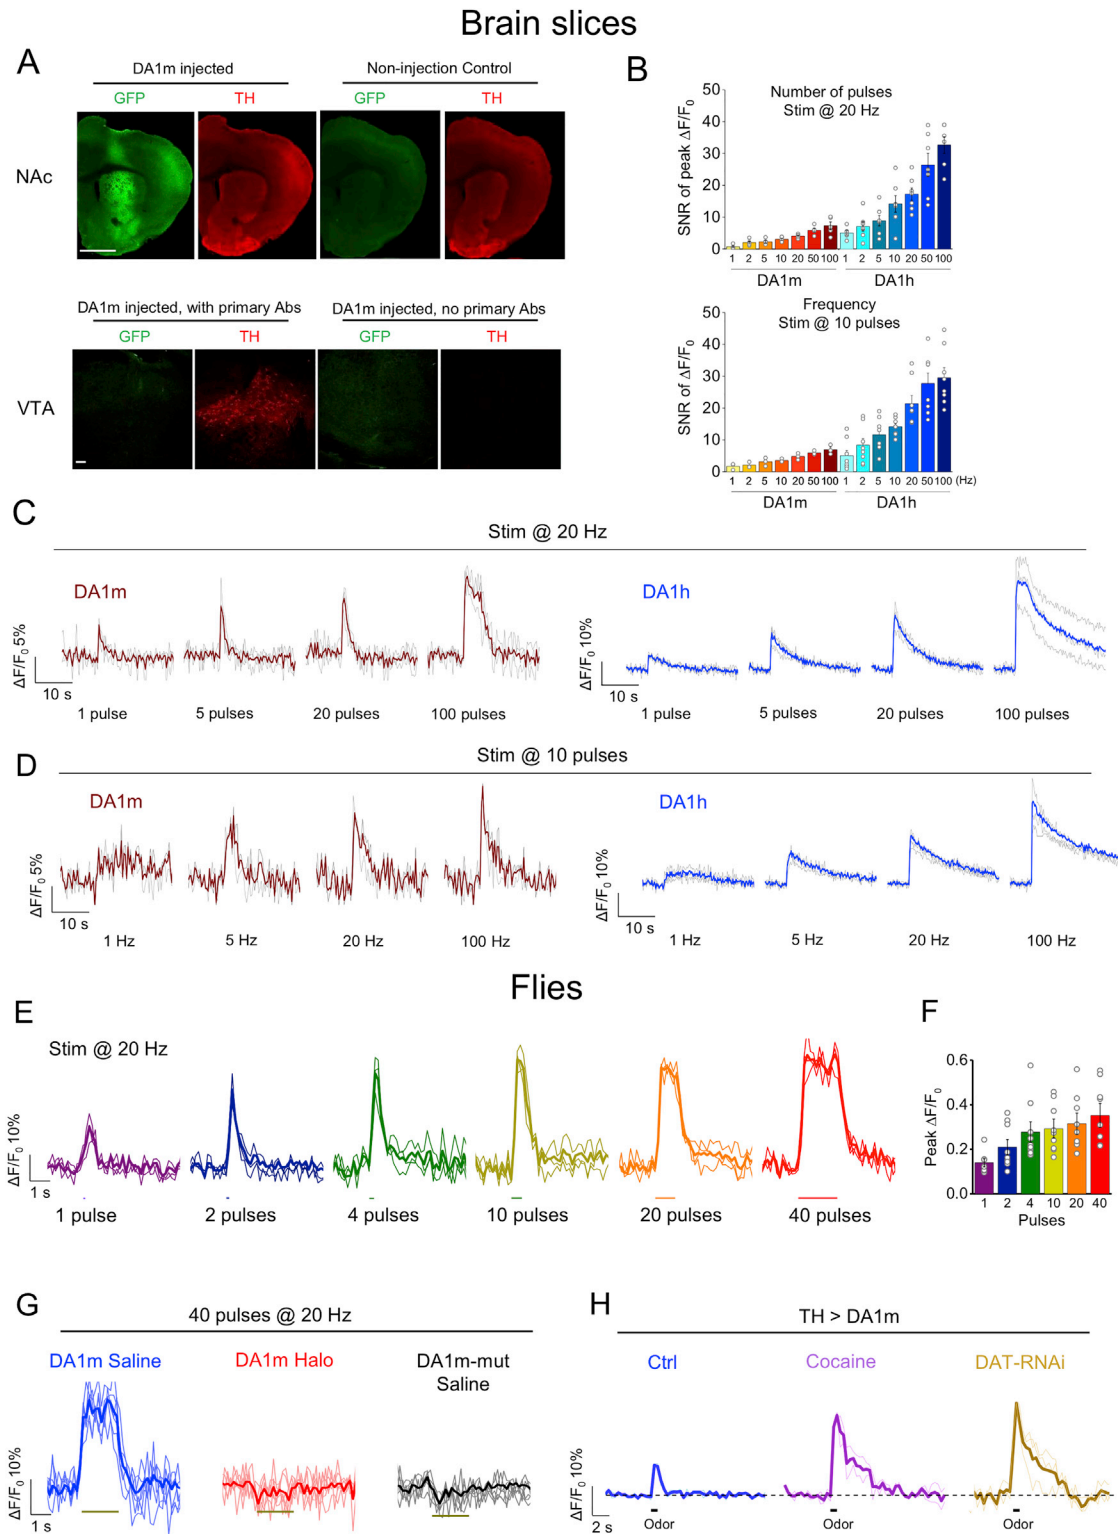 Brain slices
A
DA1m injected
Non-injection Control
GFP
TH
GFP
TH
NAc
DA1m injected, with primary Abs
DA1m injected, no primary Abs
GFP
TH
GFP
TH
VTA
B
Number of pulses
Stim @ 20 Hz
SNR of peak ΔF/F0
50
40
30
20
10
0
1 2 5 10 20 50 100 1 2 5 10 20 50 100
DA1m DA1h
Frequency
Stim @ 10 pulses
SNR of ΔF/F0
50
40
30
20
10
0
1 2 5 10 20 50 100 1 2 5 10 20 50 100 (Hz)
DA1m DA1h
C
Stim @ 20 Hz
DA1m
DA1h
ΔF/F0 5%
10 s
1 pulse 5 pulses 20 pulses 100 pulses
ΔF/F0 10%
10 s
1 pulse 5 pulses 20 pulses 100 pulses
D
Stim @ 10 pulses
DA1m
DA1h
ΔF/F0 5%
10 s
1 Hz 5 Hz 20 Hz 100 Hz
ΔF/F0 10%
10 s
1 Hz 5 Hz 20 Hz 100 Hz
Flies
E
Stim @ 20 Hz
ΔF/F0 10%
1 s
1 pulse 2 pulses 4 pulses 10 pulses 20 pulses 40 pulses
F
Peak ΔF/F0
0.6
0.4
0.2
0.0
1 2 4 10 20 40
Pulses
G
40 pulses @ 20 Hz
DA1m Saline
DA1m Halo
DA1m-mut
Saline
ΔF/F0 10%
1 s
H
TH > DA1m
Ctrl
Cocaine
DAT-RNAi
ΔF/F0 10%
2 s
Odor
Odor
Odor